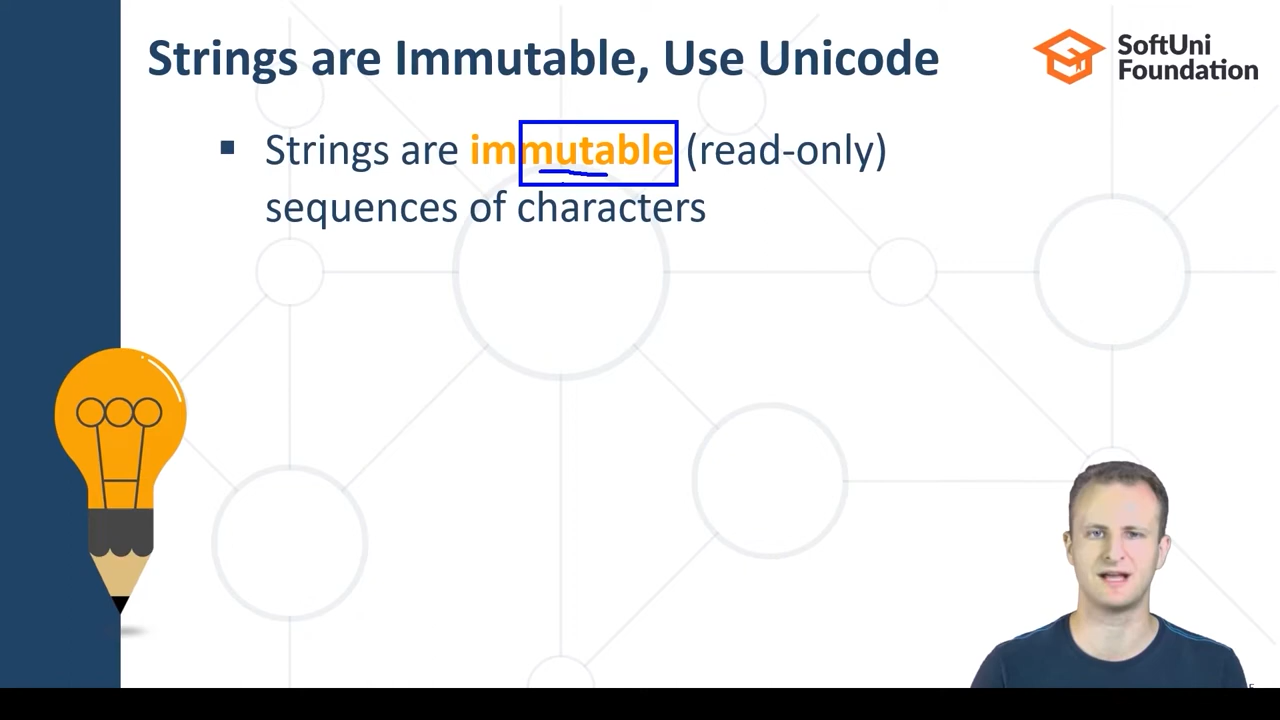 Strings are Immutable, Use Unicode
SoftUni
Foundation
▪ Strings are immutable (read-only)
sequences of characters